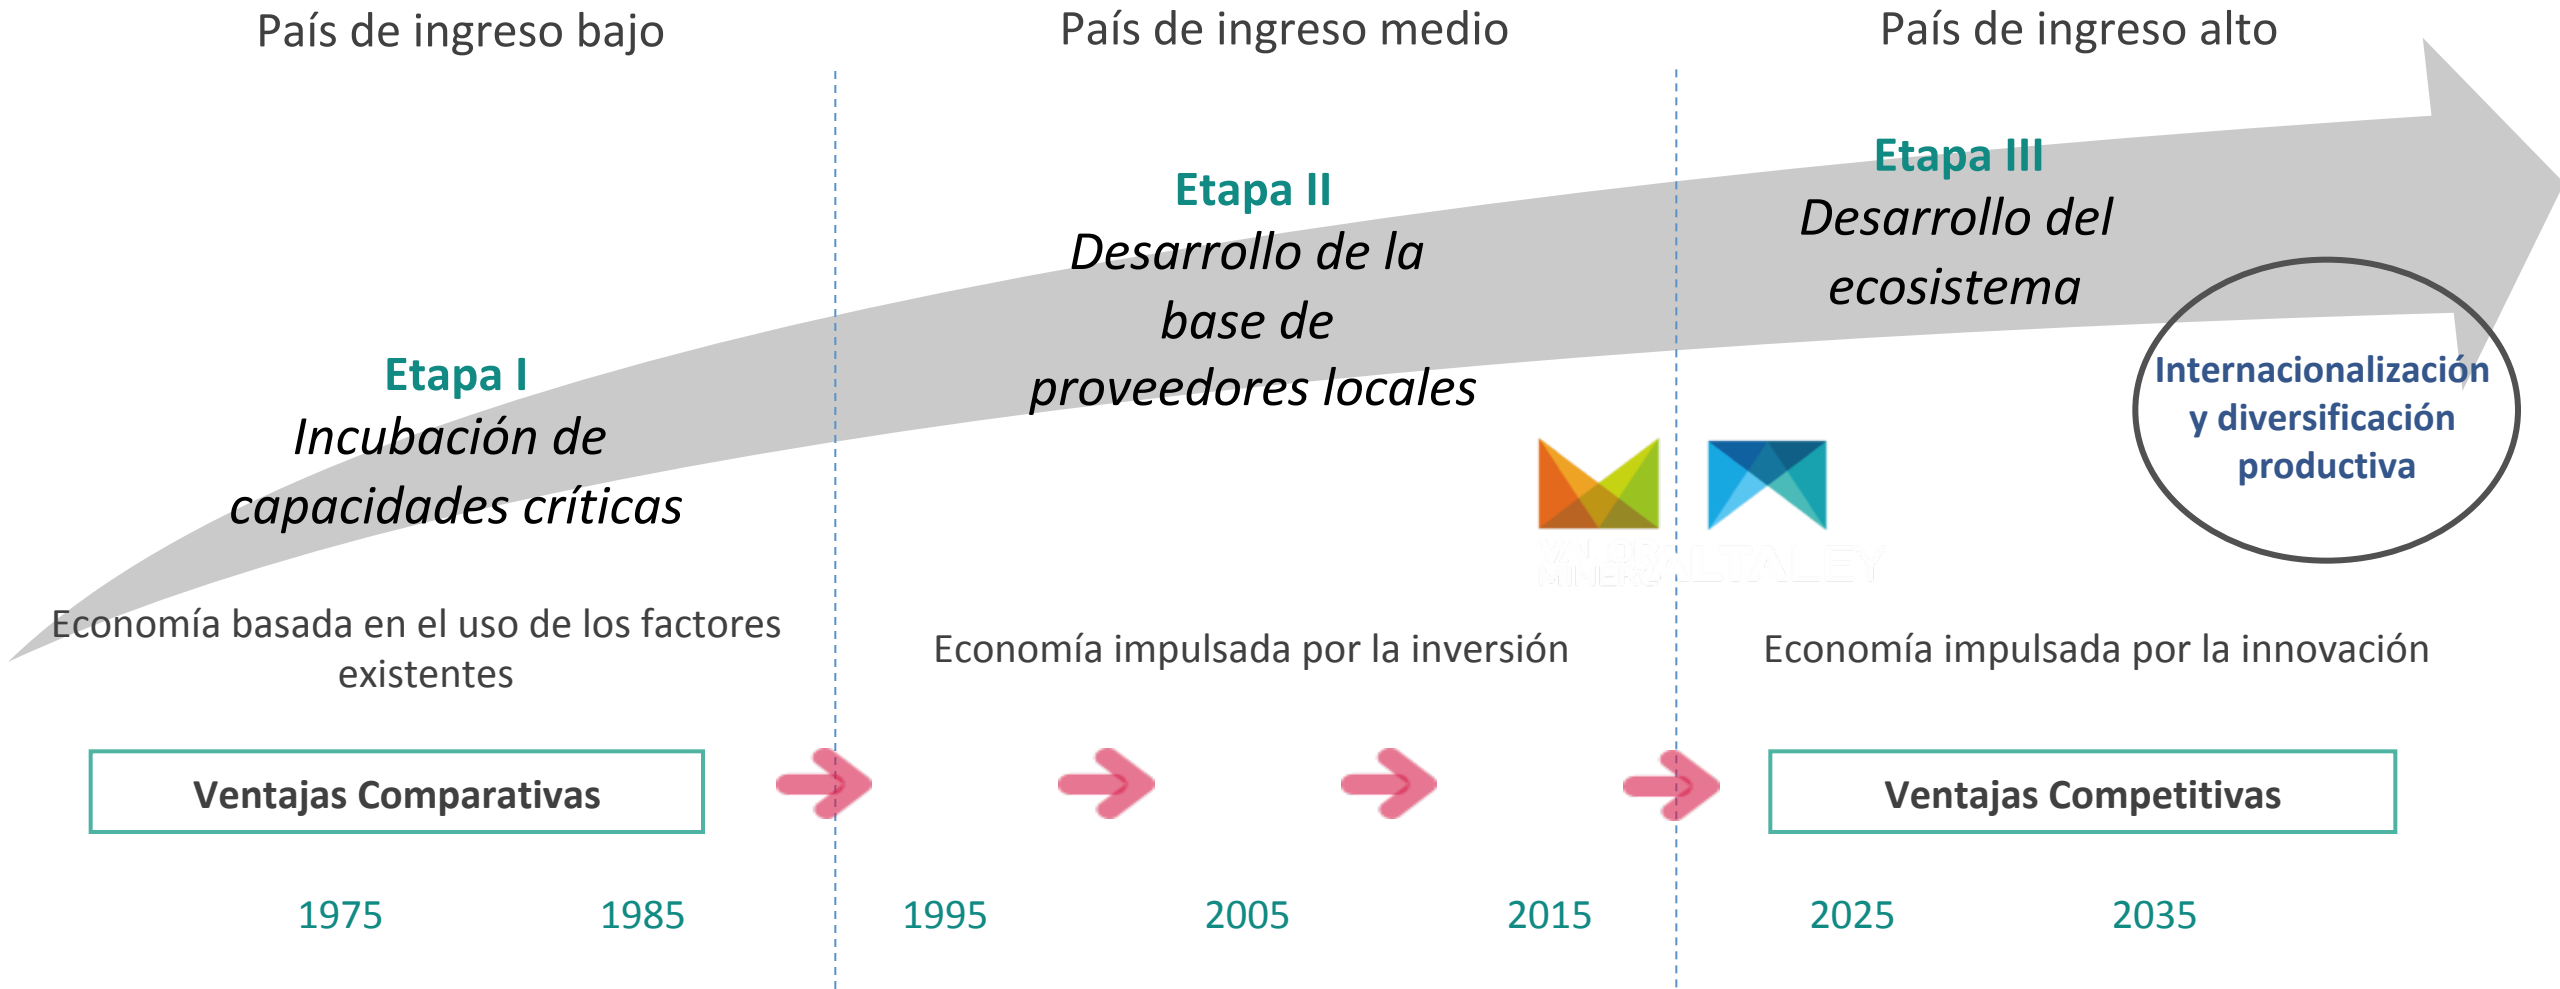 País de ingreso bajo
País de ingreso medio
País de ingreso alto
Etapa I
Incubación de
capacidades críticas
Etapa II
Desarrollo de la
base de
proveedores locales
Etapa III
Desarrollo del
ecosistema
Internacionalización
y diversificación
productiva
VALOR
MINERO
ALTALEY
Economía basada en el uso de los factores
existentes
Economía impulsada por la inversión
Economía impulsada por la innovación
Ventajas Comparativas
Ventajas Competitivas
1975
1985
1995
2005
2015
2025
2035